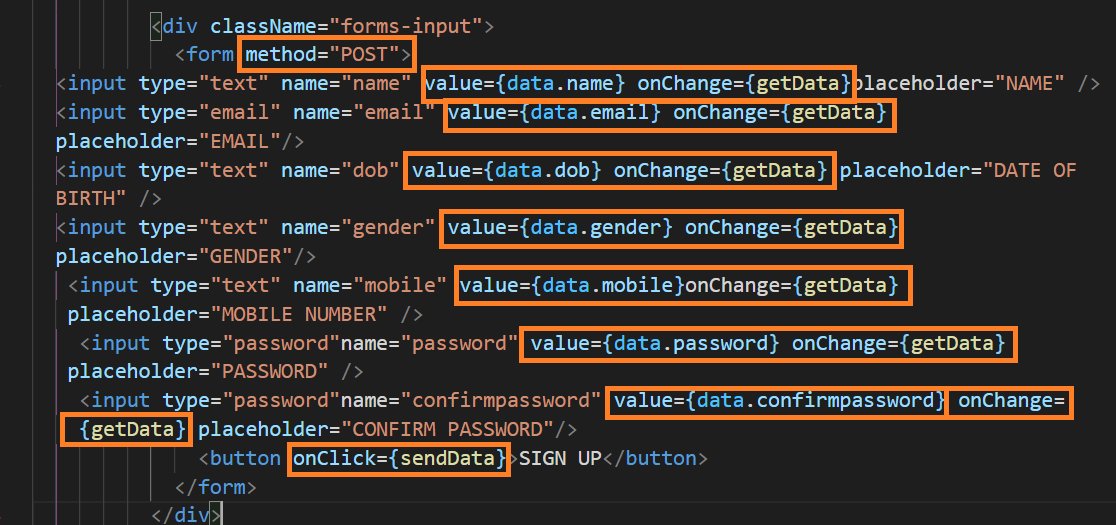 <div className="forms-input">
<form method="POST">
<input type="text" name="name" value={data.name} onChange={getData}placeholder="NAME" />
<input type="email" name="email" value={data.email} onChange={getData}
placeholder="EMAIL"/>
<input type="text" name="dob" value={data.dob} onChange={getData} placeholder="DATE OF
BIRTH" />
<input type="text" name="gender" value={data.gender} onChange={getData}
placeholder="GENDER"/>
<input type="text" name="mobile" value={data.mobile}onChange={getData}
placeholder="MOBILE NUMBER" />
<input type="password"name="password" value={data.password} onChange={getData}
placeholder="PASSWORD" />
<input type="password"name="confirmpassword" value={data.confirmpassword} onChange=
{getData} placeholder="CONFIRM PASSWORD"/>
<button onClick={sendData}>SIGN UP</button>
</form>
</div>